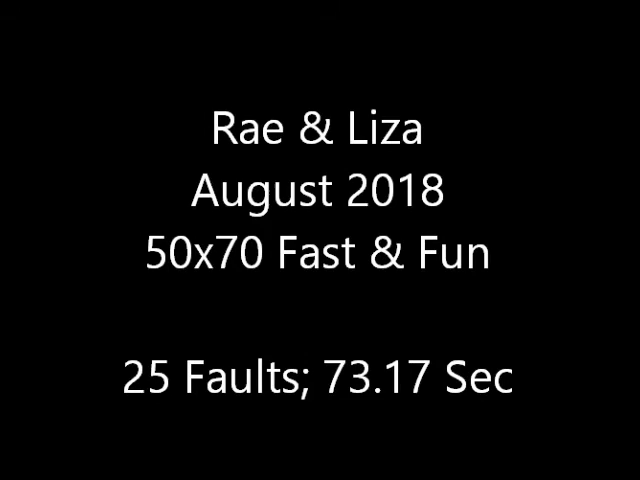 Rae & Liza
August 2018
50x70 Fast & Fun
25 Faults; 73.17 Sec